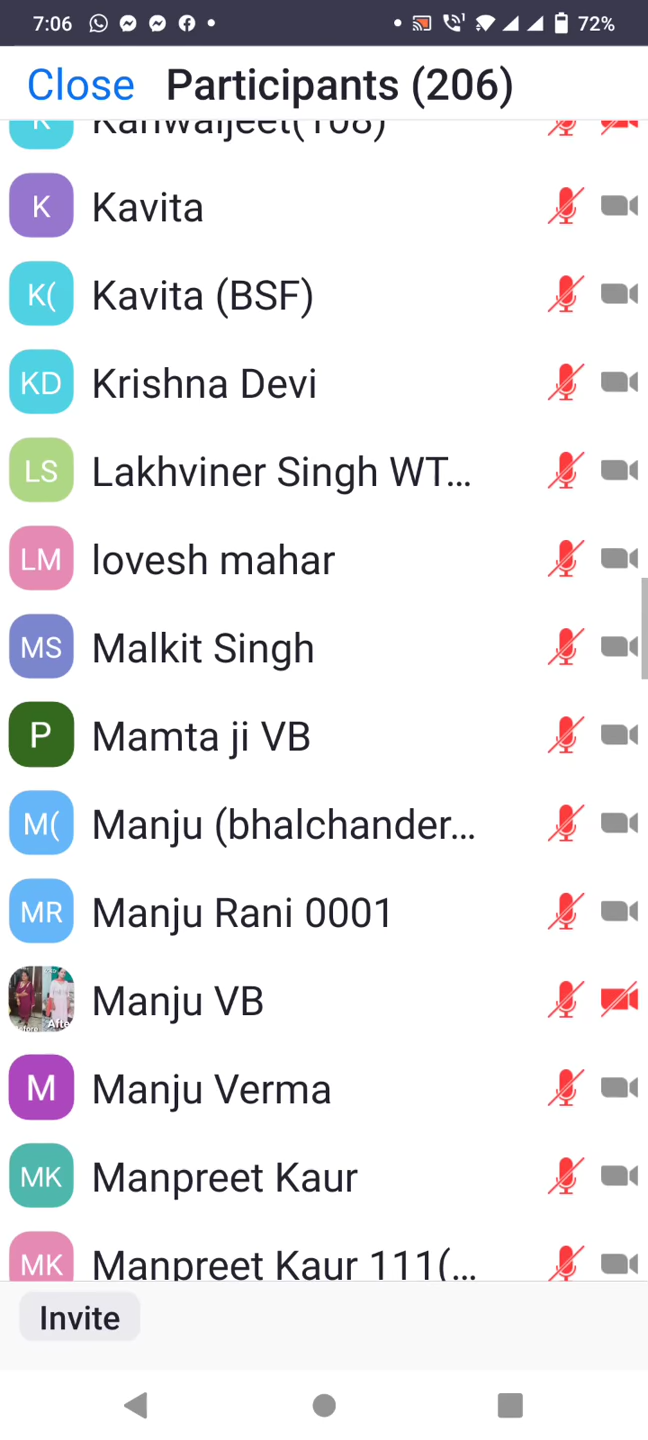 7:06 72%
Close Participants (206)
K Kanwaljeet(108)
K Kavita
K( Kavita (BSF)
KD Krishna Devi
LS Lakhviner Singh WT...
LM lovesh mahar
MS Malkit Singh
P Mamta ji VB
M( Manju (bhalchander...
MR Manju Rani 0001
Manju VB
M Manju Verma
MK Manpreet Kaur
MK Manpreet Kaur 111(...
Invite